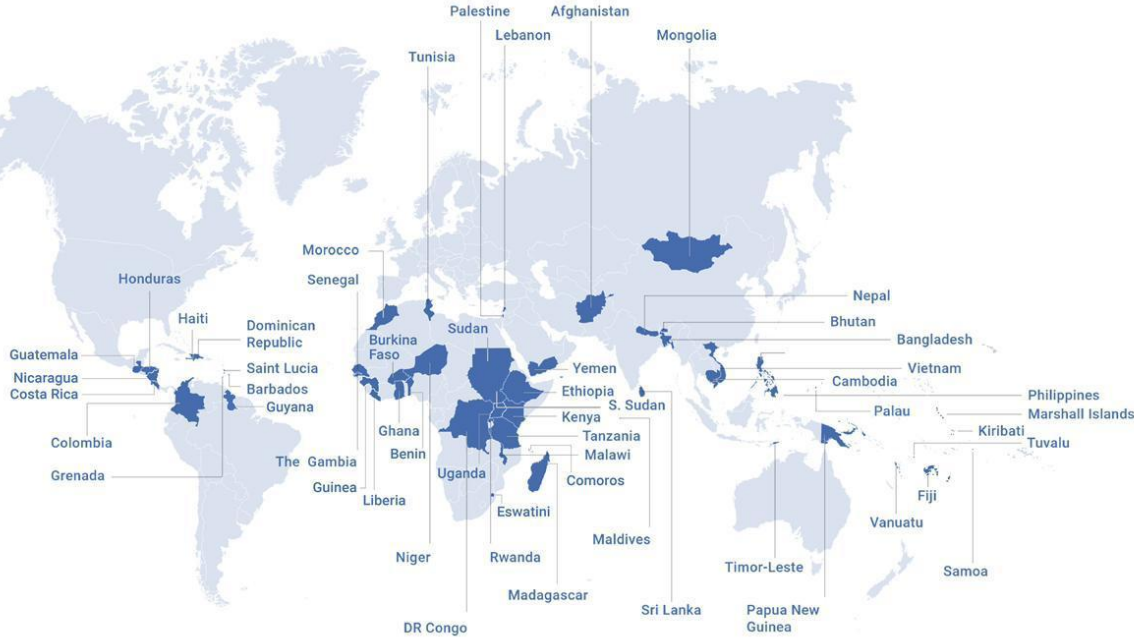 Palestine
Afghanistan
Lebanon
Mongolia
Tunisia
Morocco
Honduras
Senegal
Nepal
Haiti
Dominican
Republic
Burkina
Faso
Sudan
Bhutan
Bangladesh
Guatemala
Saint Lucia
Yemen
Vietnam
Nicaragua
Barbados
Cambodia
Costa Rica
Ethiopia
Philippines
Guyana
S. Sudan
Palau
Marshall Islands
Kenya
Kiribati
Colombia
Ghana
Tanzania
Tuvalu
Benin
Malawi
The Gambia
Grenada
Uganda
Comoros
Guinea
Liberia
Fiji
Eswatini
Vanuatu
Maldives
Niger
Rwanda
Timor-Leste
Samoa
Madagascar
Sri Lanka
Papua New
Guinea
DR Congo